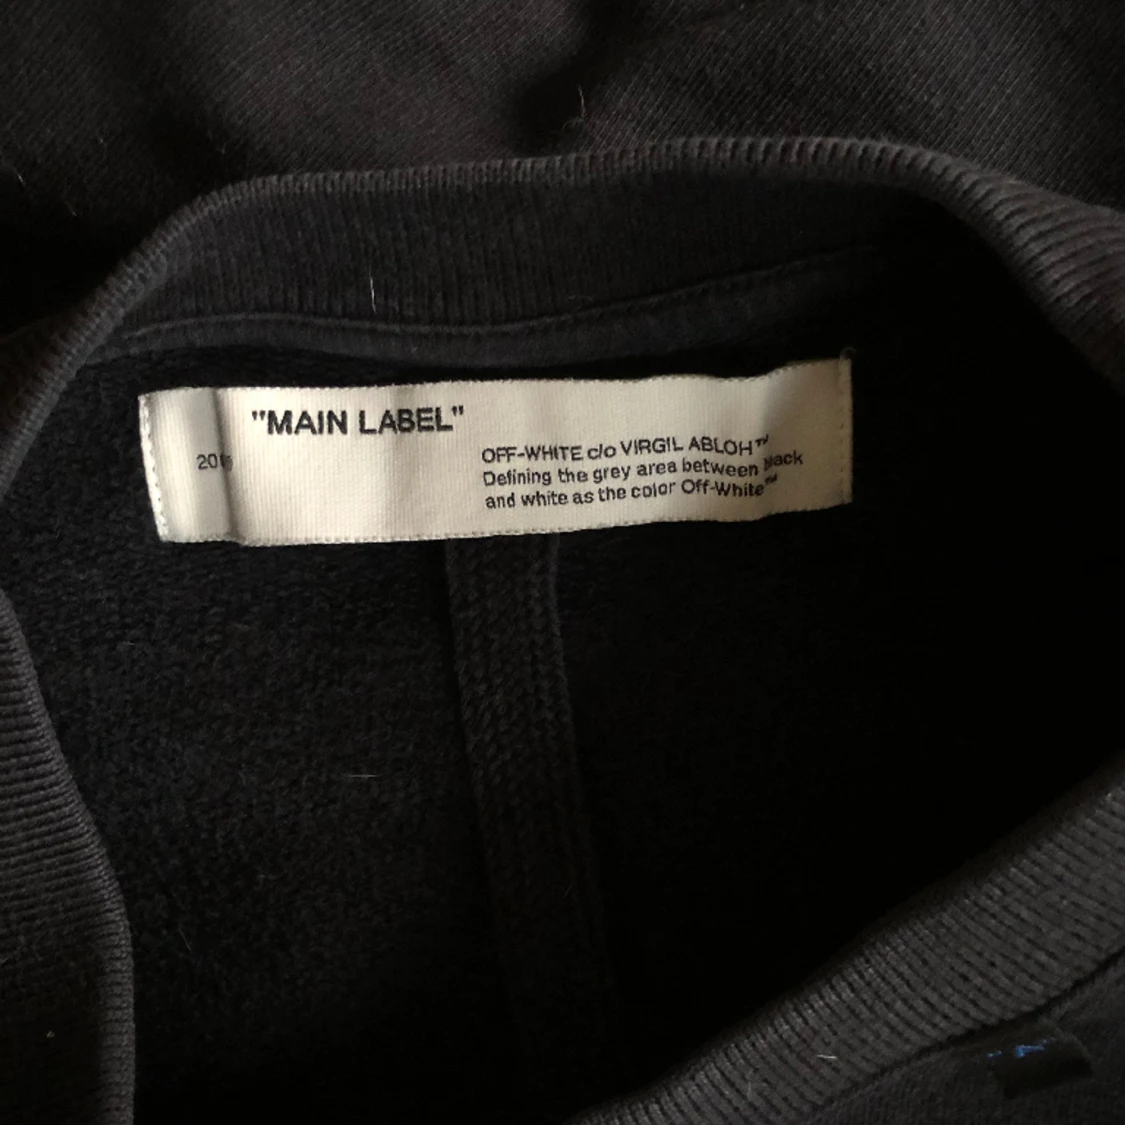 "MAIN LABEL"
OFF-WHITE c/o VIRGIL ABLOH™
Defining the grey area between black
and white as the color Off-White™